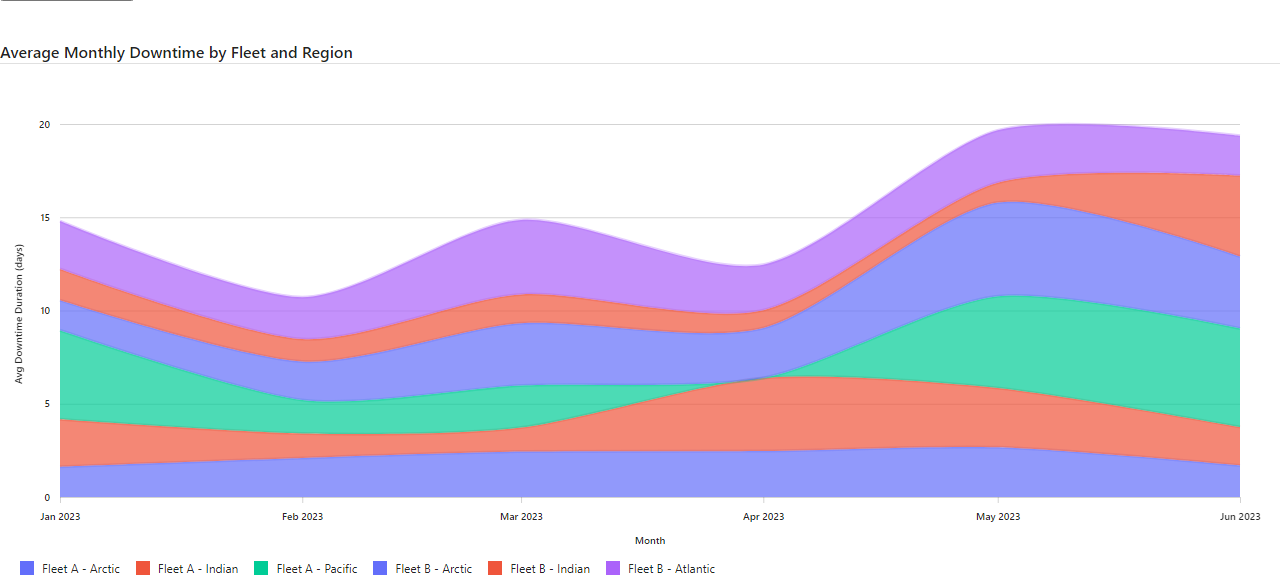 Average Monthly Downtime by Fleet and Region
20
15
10
5
0
Avg Downtime Duration (days)
Jan 2023 Feb 2023 Mar 2023 Apr 2023 May 2023 Jun 2023
Month
Fleet A - Arctic Fleet A - Indian Fleet A - Pacific Fleet B - Arctic Fleet B - Indian Fleet B - Atlantic